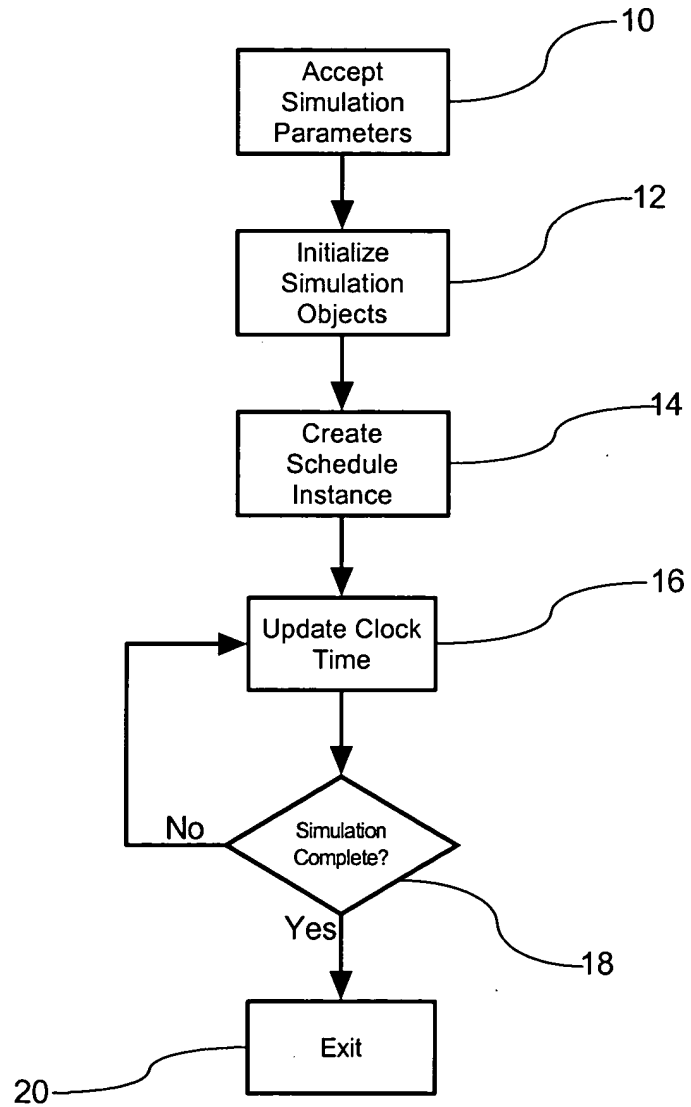 10
Accept
Simulation
Parameters
12
Initialize
Simulation
Objects
14
Create
Schedule
Instance
16
Update Clock
Time
No
Simulation
Complete?
Yes
18
Exit
20